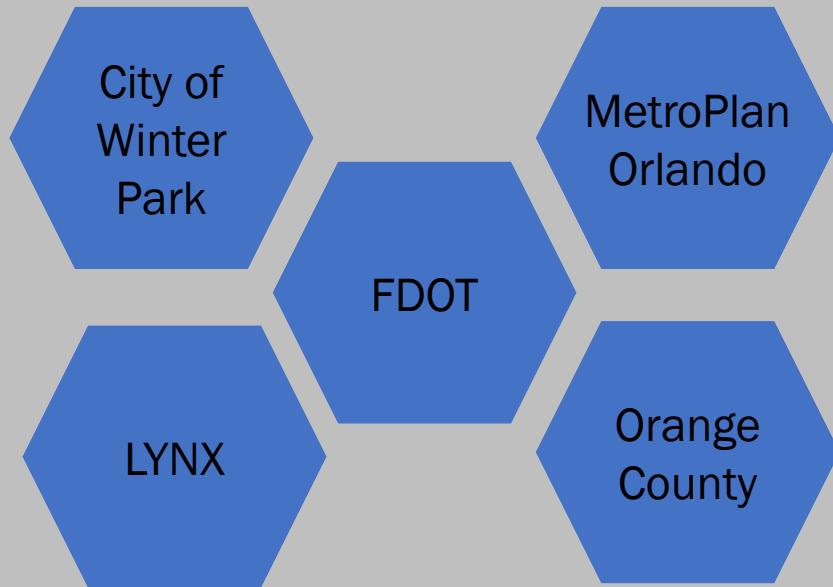 City of
Winter
Park
MetroPlan
Orlando
FDOT
LYNX
Orange
County